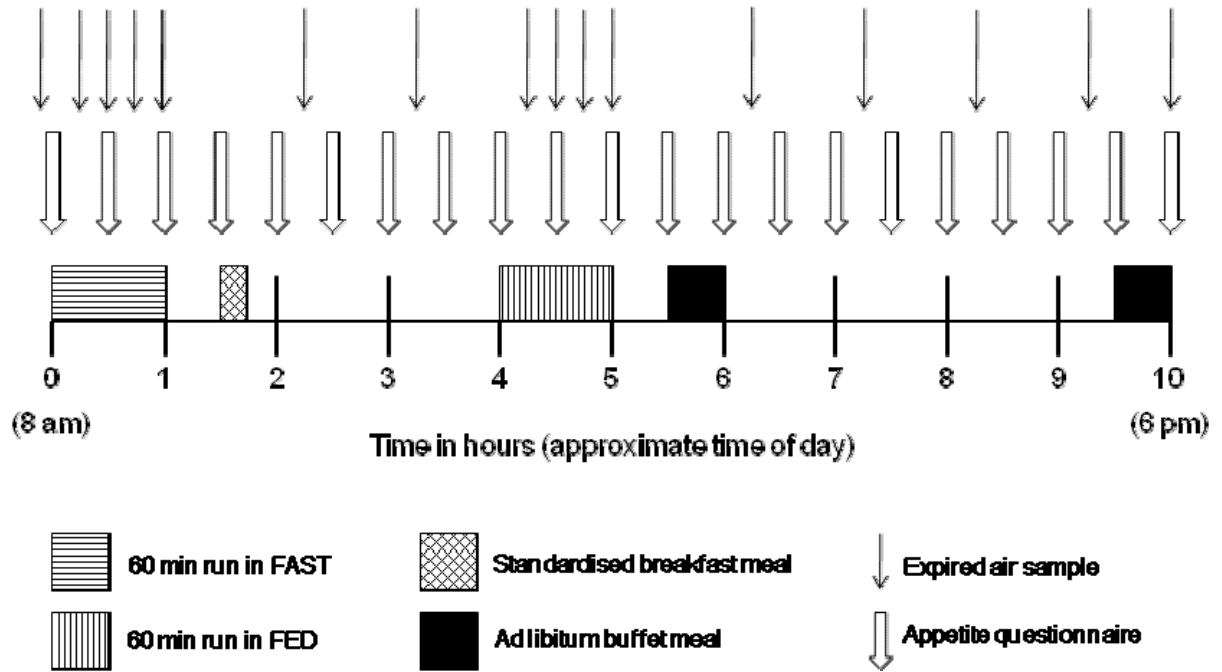 0 1 2 3 4 5 6 7 8 9 10
(8 am) (6 pm)
Time in hours (approximate time of day)
60 min run in FAST Standardised breakfast meal Expired air sample
60 min run in FED Ad libitum buffet meal Appetite questionnaire